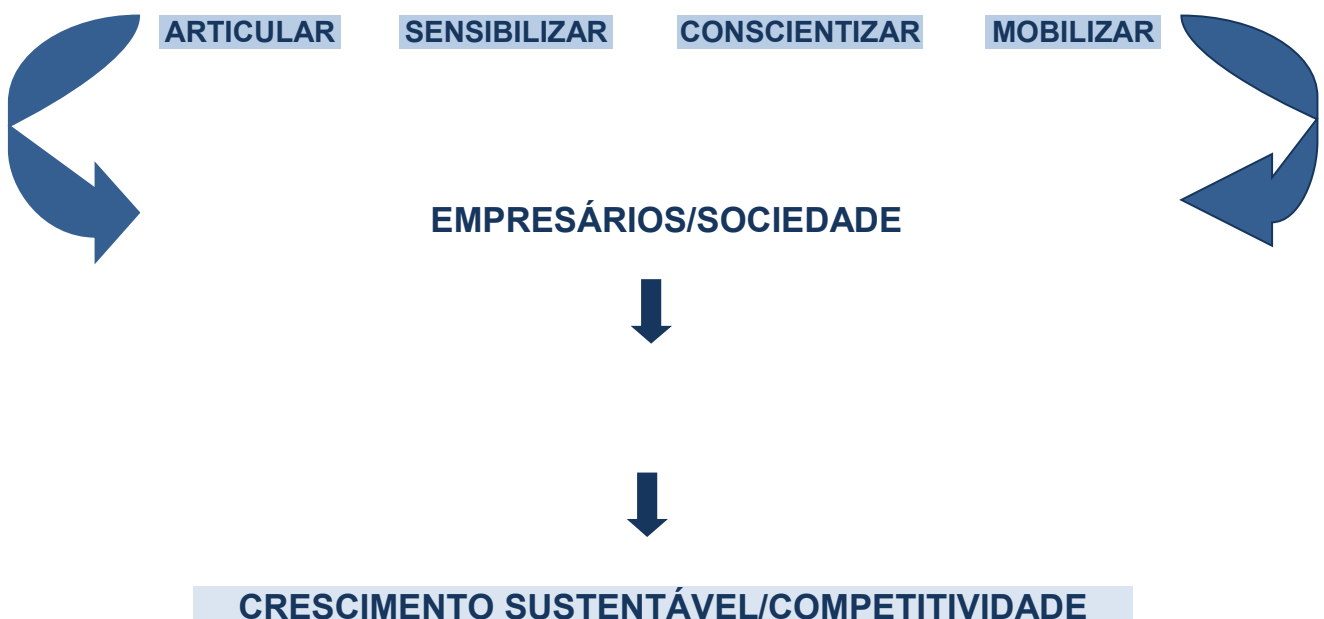 ARTICULAR SENSIBILIZAR CONSCIENTIZAR MOBILIZAR
EMPRESÁRIOS/SOCIEDADE
CRESCIMENTO SUSTENTÁVEL/COMPETITIVIDADE